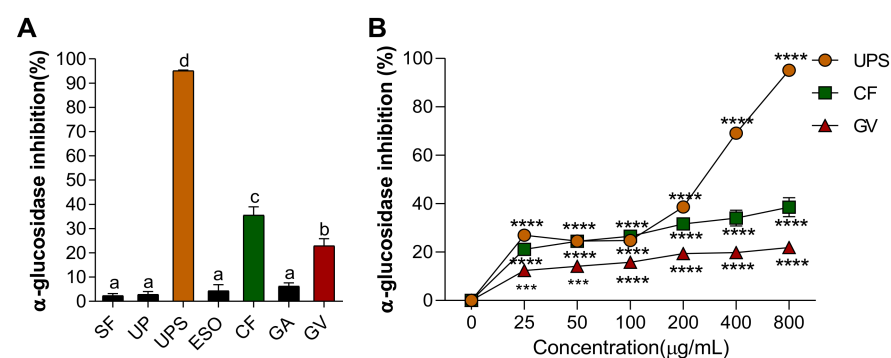 A
B
α-glucosidase inhibition(%)
100
90
80
70
60
50
40
30
20
10
0
a
a
d
a
c
a
b
SF
UP
UPS
ESO
CF
GA
GV
α-glucosidase inhibition (%)
100
80
60
40
20
0
****
****
****
****
****
****
****
****
****
****
****
****
***
***
****
****
****
****
0
25
50
100
200
400
800
Concentration(μg/mL)
UPS
CF
GV